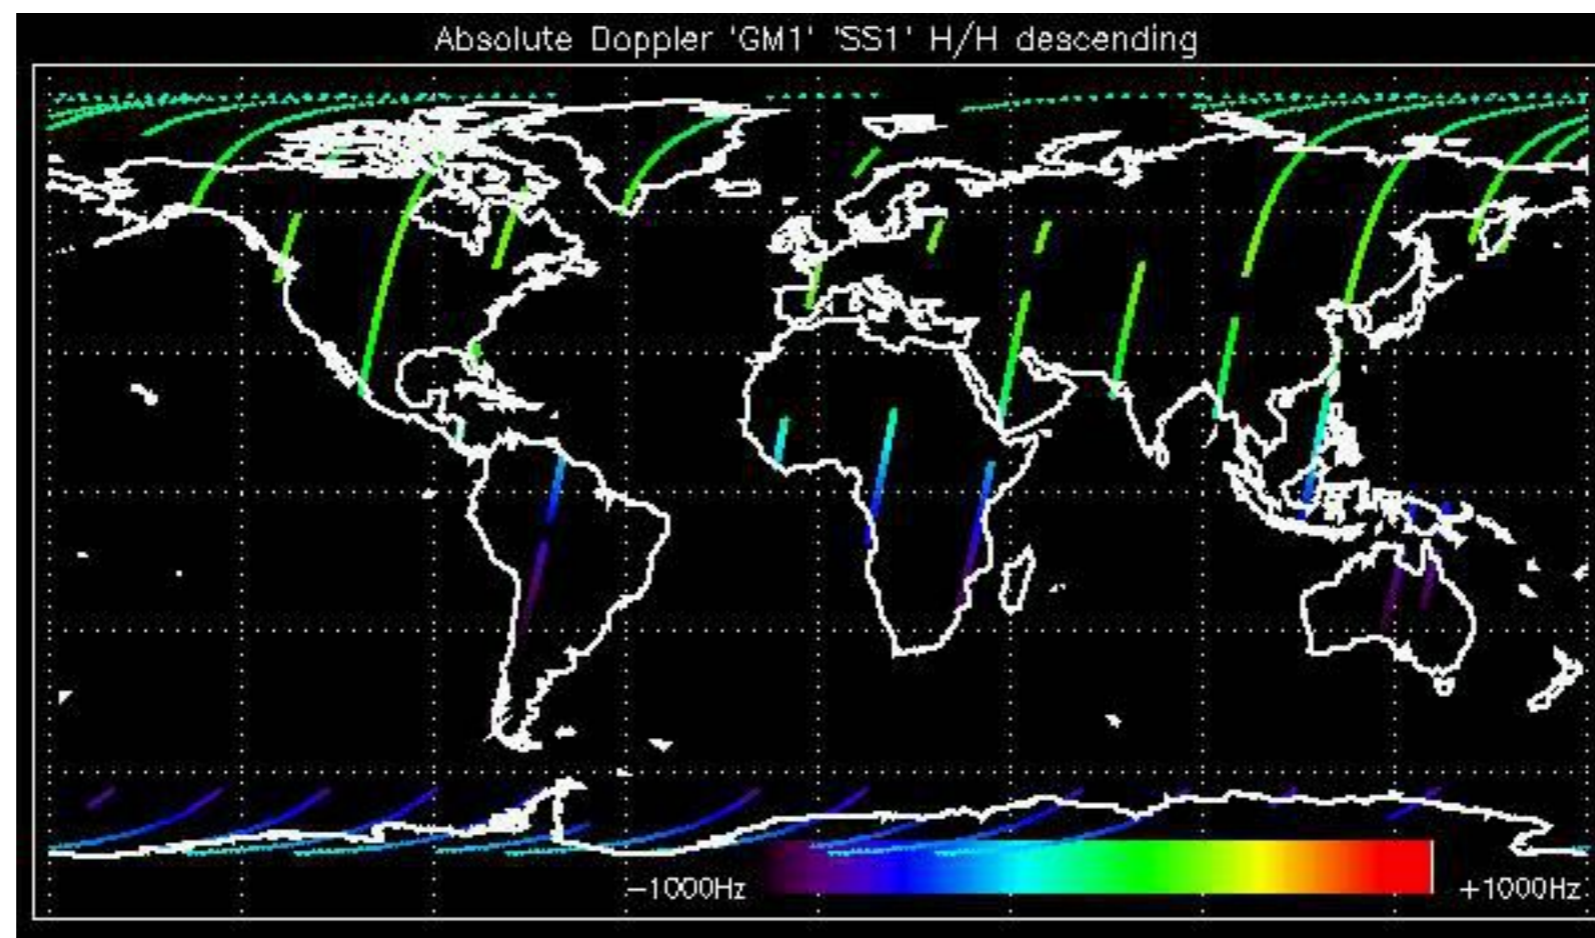 Absolute Doppler 'GM1' 'SS1' H/H descending
-1000Hz
+1000Hz